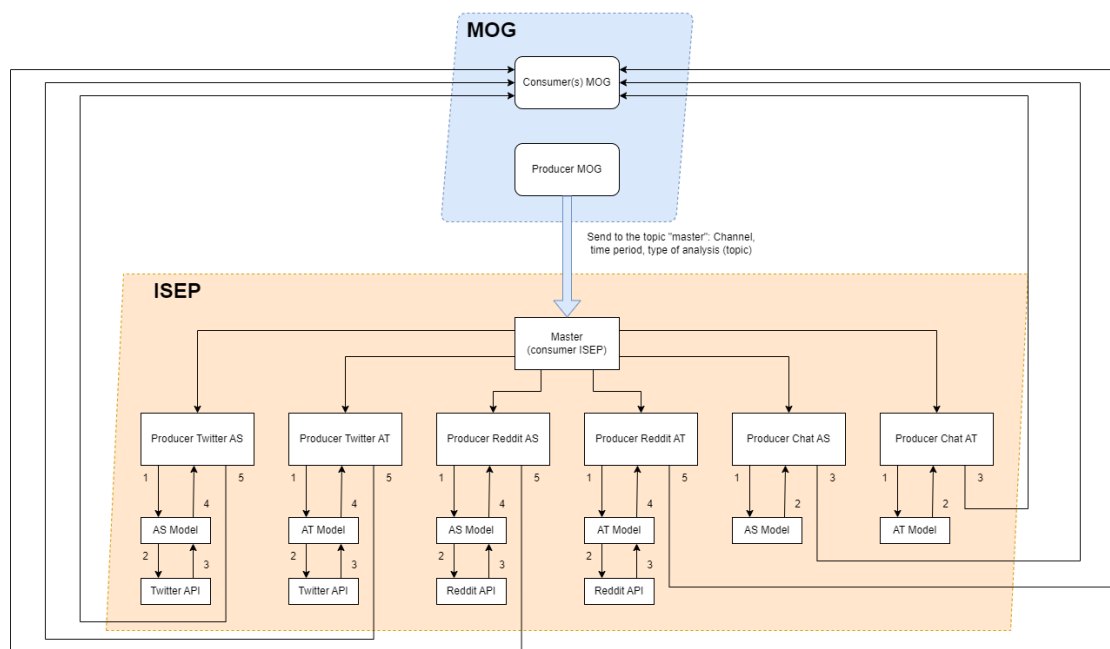 MOG
Consumer(s) MOG
Producer MOG
Send to the topic "master": Channel,
time period, type of analysis (topic)
ISEP
Master
(consumer ISEP)
Producer Twitter AS
Producer Twitter AT
Producer Reddit AS
Producer Reddit AT
Producer Chat AS
Producer Chat AT
1
5
1
5
1
5
1
5
1
3
1
3
4
4
4
4
2
2
AS Model
AT Model
AS Model
AT Model
AS Model
AT Model
2
3
2
3
2
3
2
3
Twitter API
Twitter API
Reddit API
Reddit API